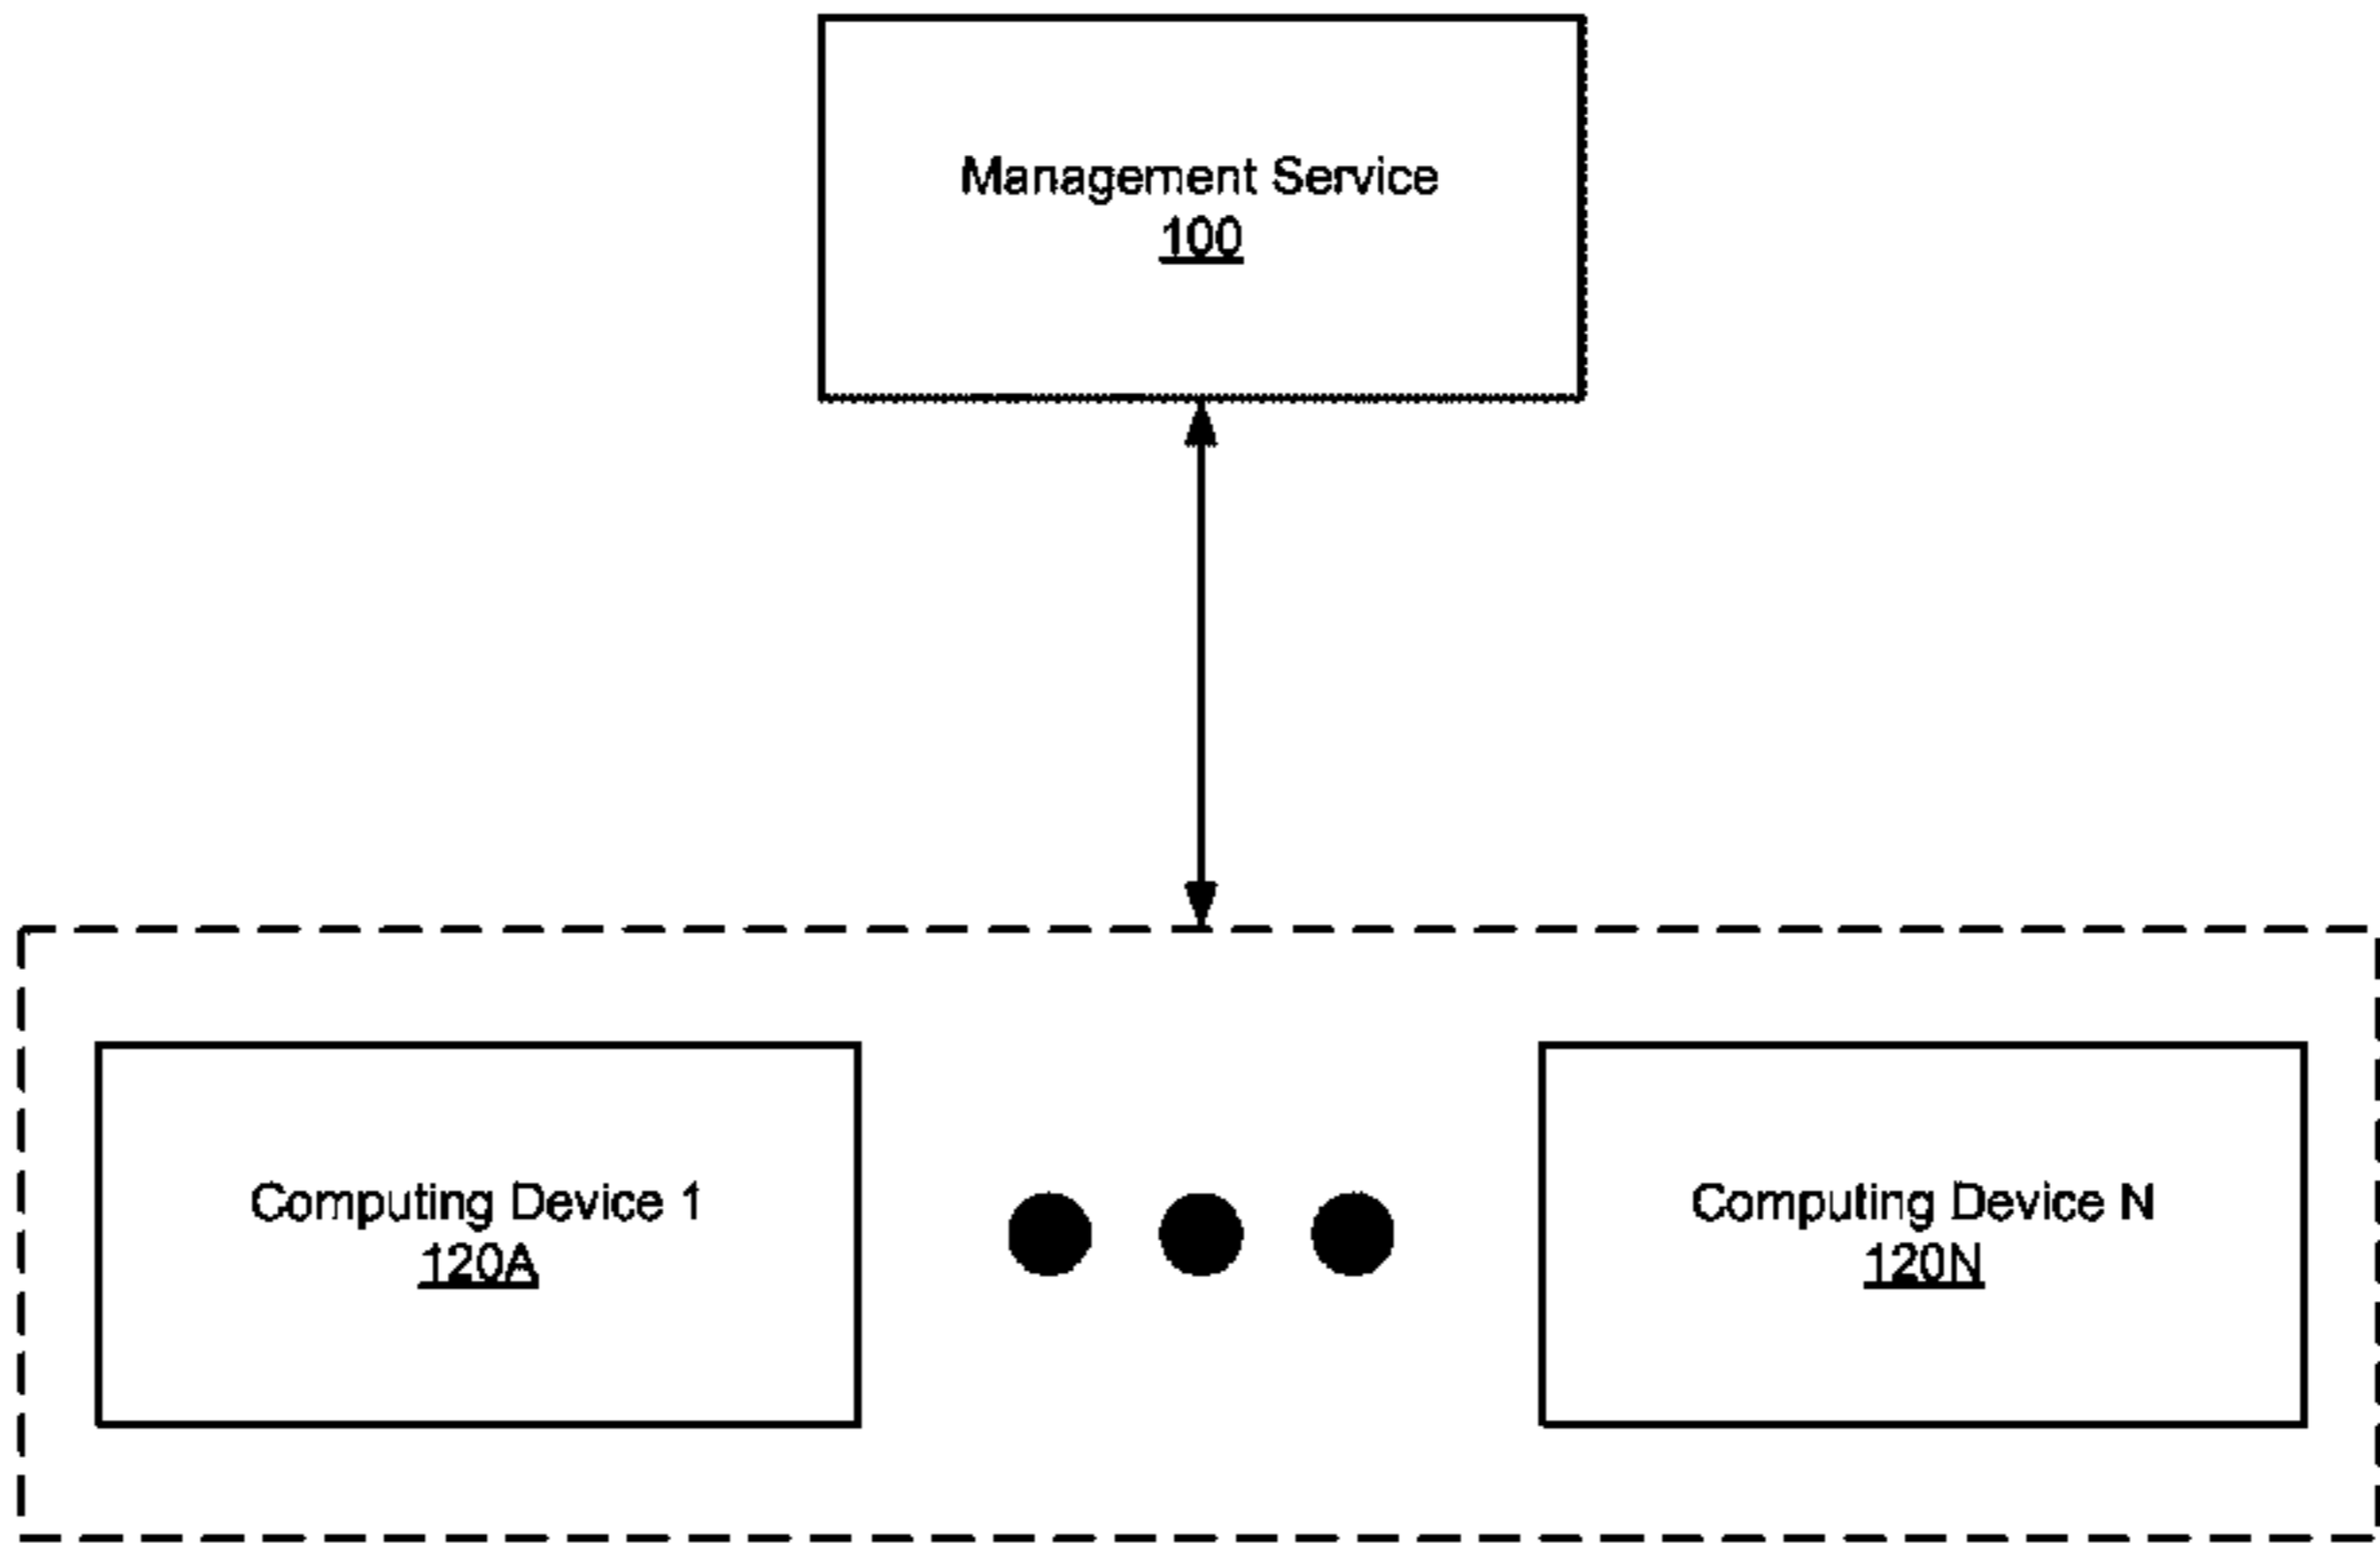 Management Service
100
Computing Device 1
120A
Computing Device N
120N